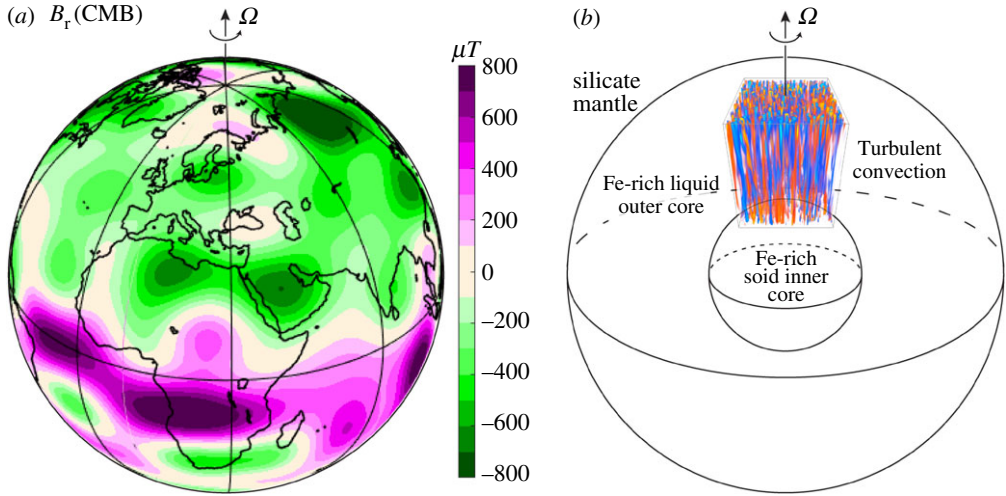 (a) B_r (CMB)
Ω
μT
800
600
400
200
0
–200
–400
–600
–800
(b)
Ω
silicate
mantle
Turbulent
convection
Fe-rich liquid
outer core
Fe-rich
soid inner
core